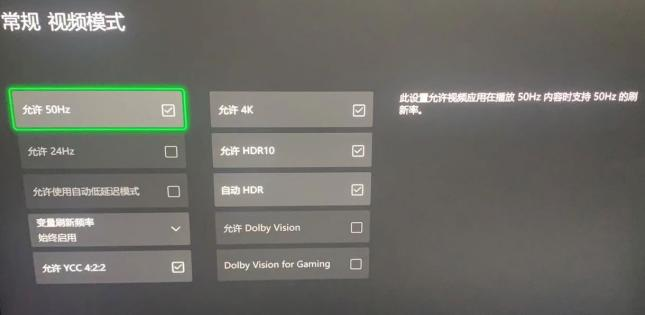 常规 视频模式
允许 50Hz
允许 24Hz
允许使用自动低延迟模式
变量刷新频率
始终启用
允许 YCC 4:2:2
允许 4K
允许 HDR10
自动 HDR
允许 Dolby Vision
Dolby Vision for Gaming
此设置允许视频应用在播放 50Hz 内容时支持 50Hz 的刷
新率。